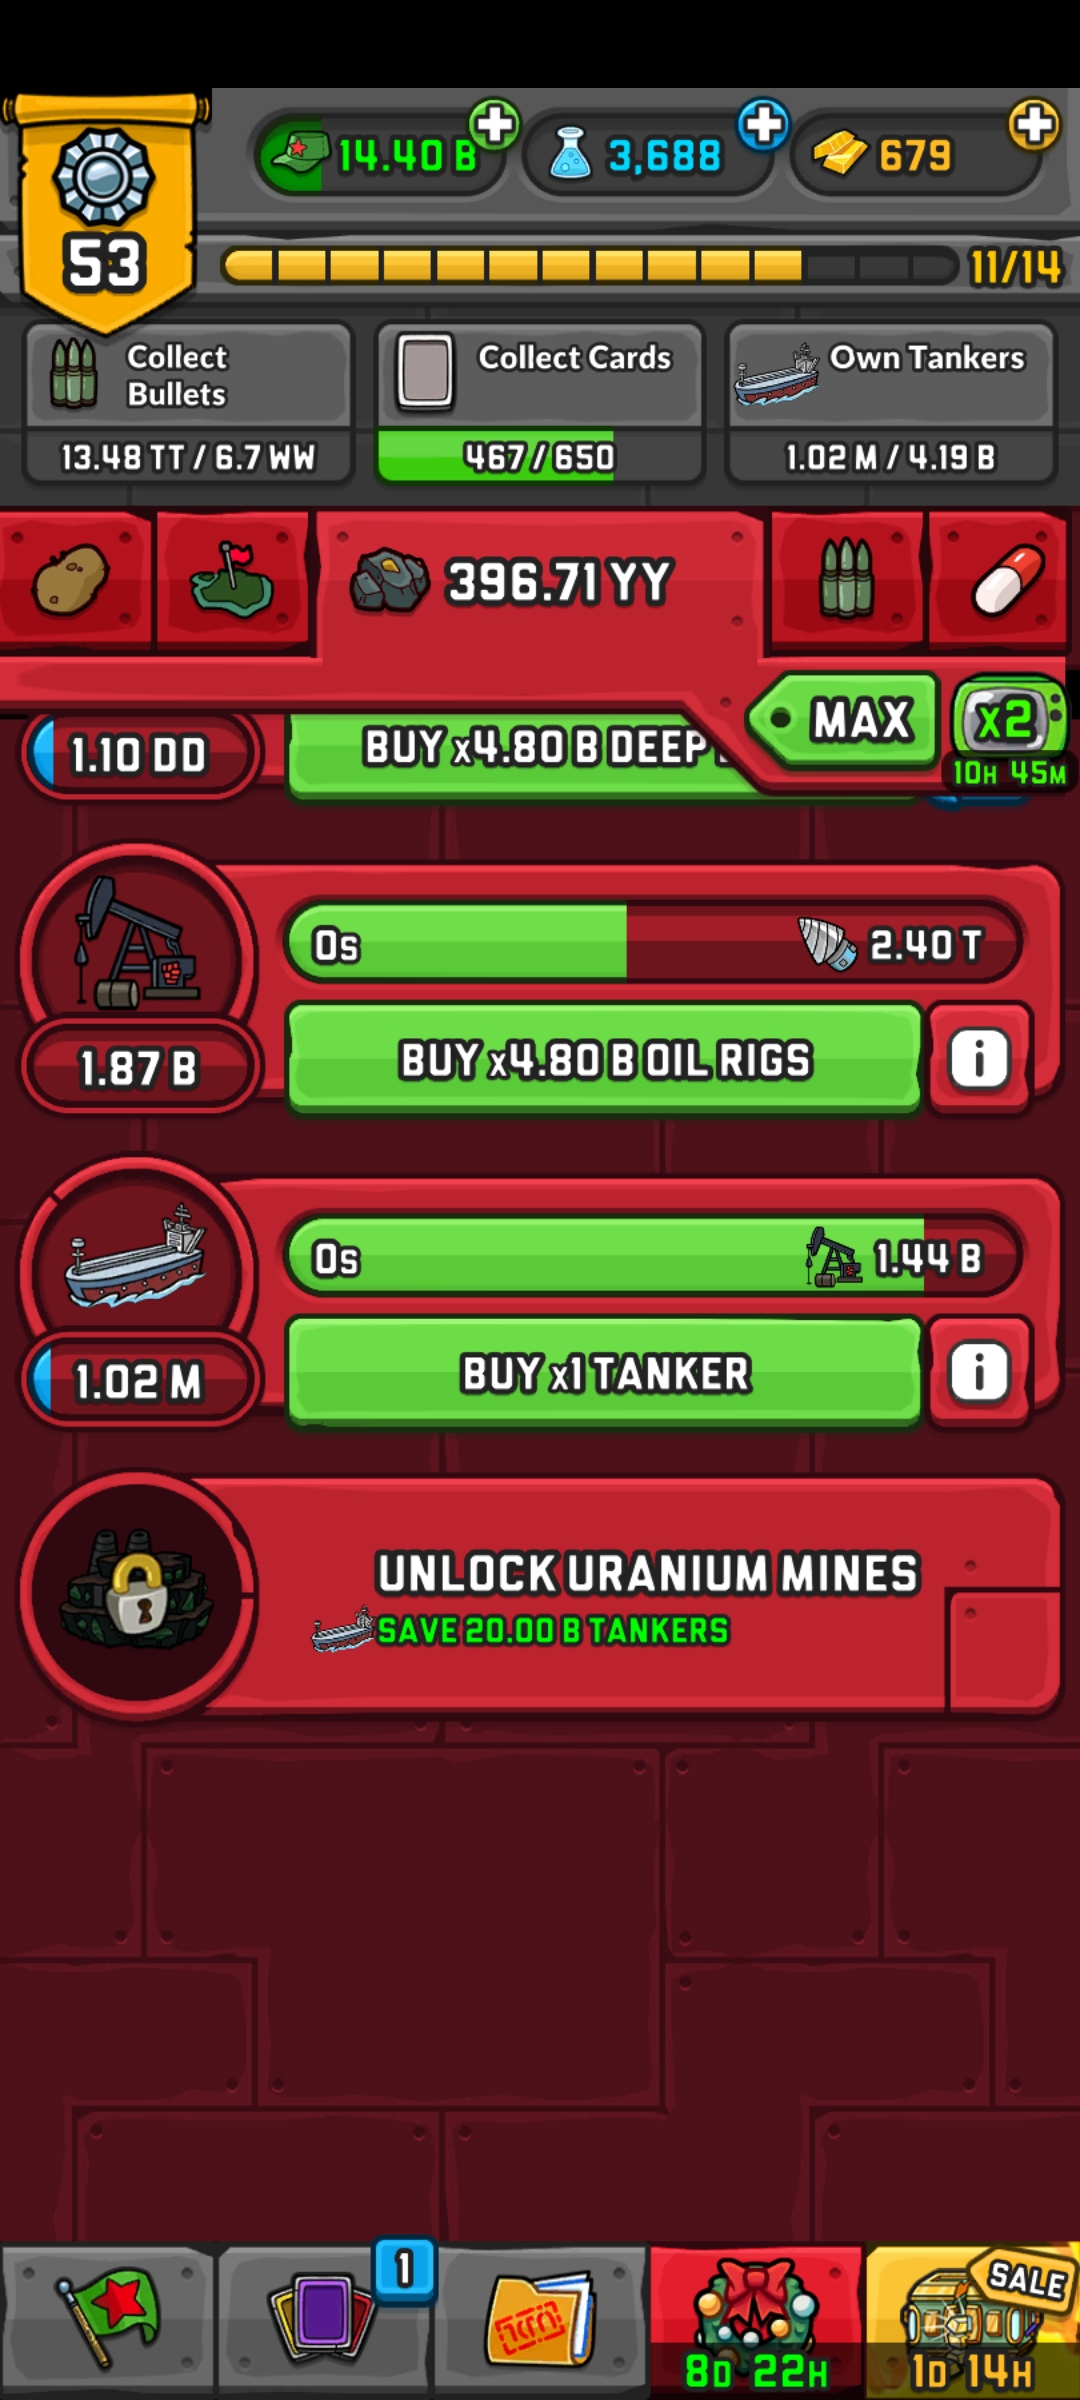 14.40 B
3,688
679
53
11/14
Collect
Bullets
13.48 TT / 6.7 WW
Collect Cards
467/650
Own Tankers
1.02 M / 4.19 B
396.71 YY
MAX
x2
10H 45M
1.10 DD
BUY x4.80 B DEEP
0s
2.40 T
1.87 B
BUY x4.80 B OIL RIGS
i
0s
1.44 B
1.02 M
BUY x1 TANKER
i
UNLOCK URANIUM MINES
SAVE 20.00 B TANKERS
1
8D 22H
SALE
1D 14H